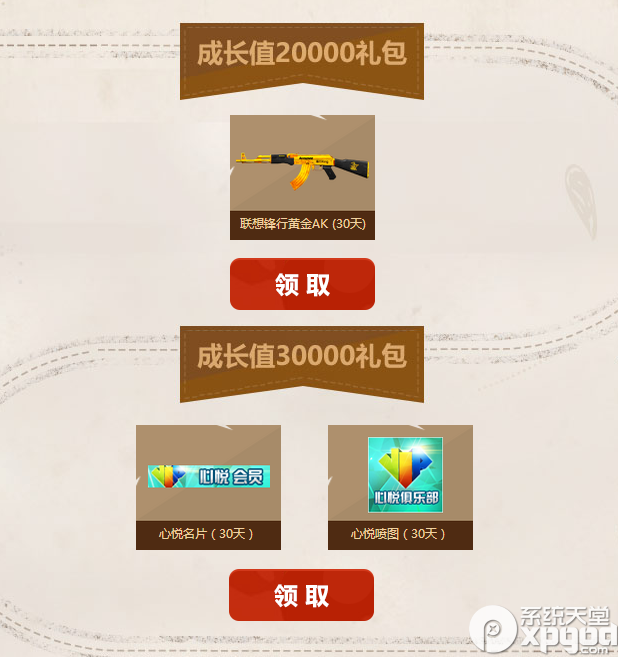 成长值20000礼包
联想锋行黄金AK (30天)
领 取
成长值30000礼包
心悦 会员
VIP
心悦俱乐部
心悦名片 ( 30天 )
心悦喷图 ( 30天 )
领 取
系统天堂
xpgod
.com